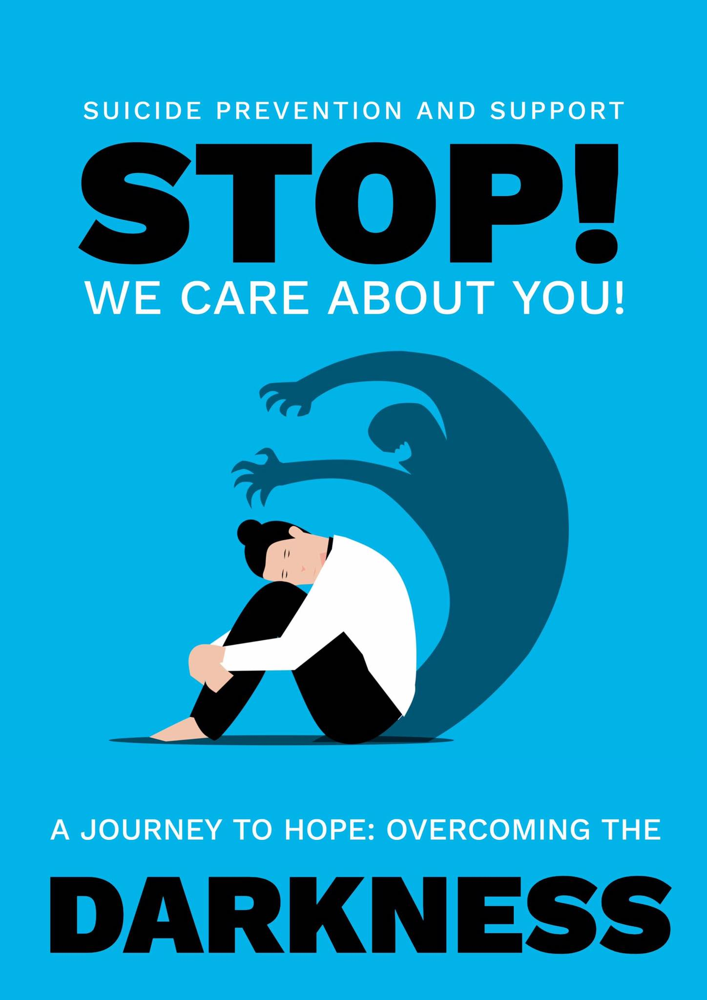 SUICIDE PREVENTION AND SUPPORT
STOP!
WE CARE ABOUT YOU!
A JOURNEY TO HOPE: OVERCOMING THE
DARKNESS